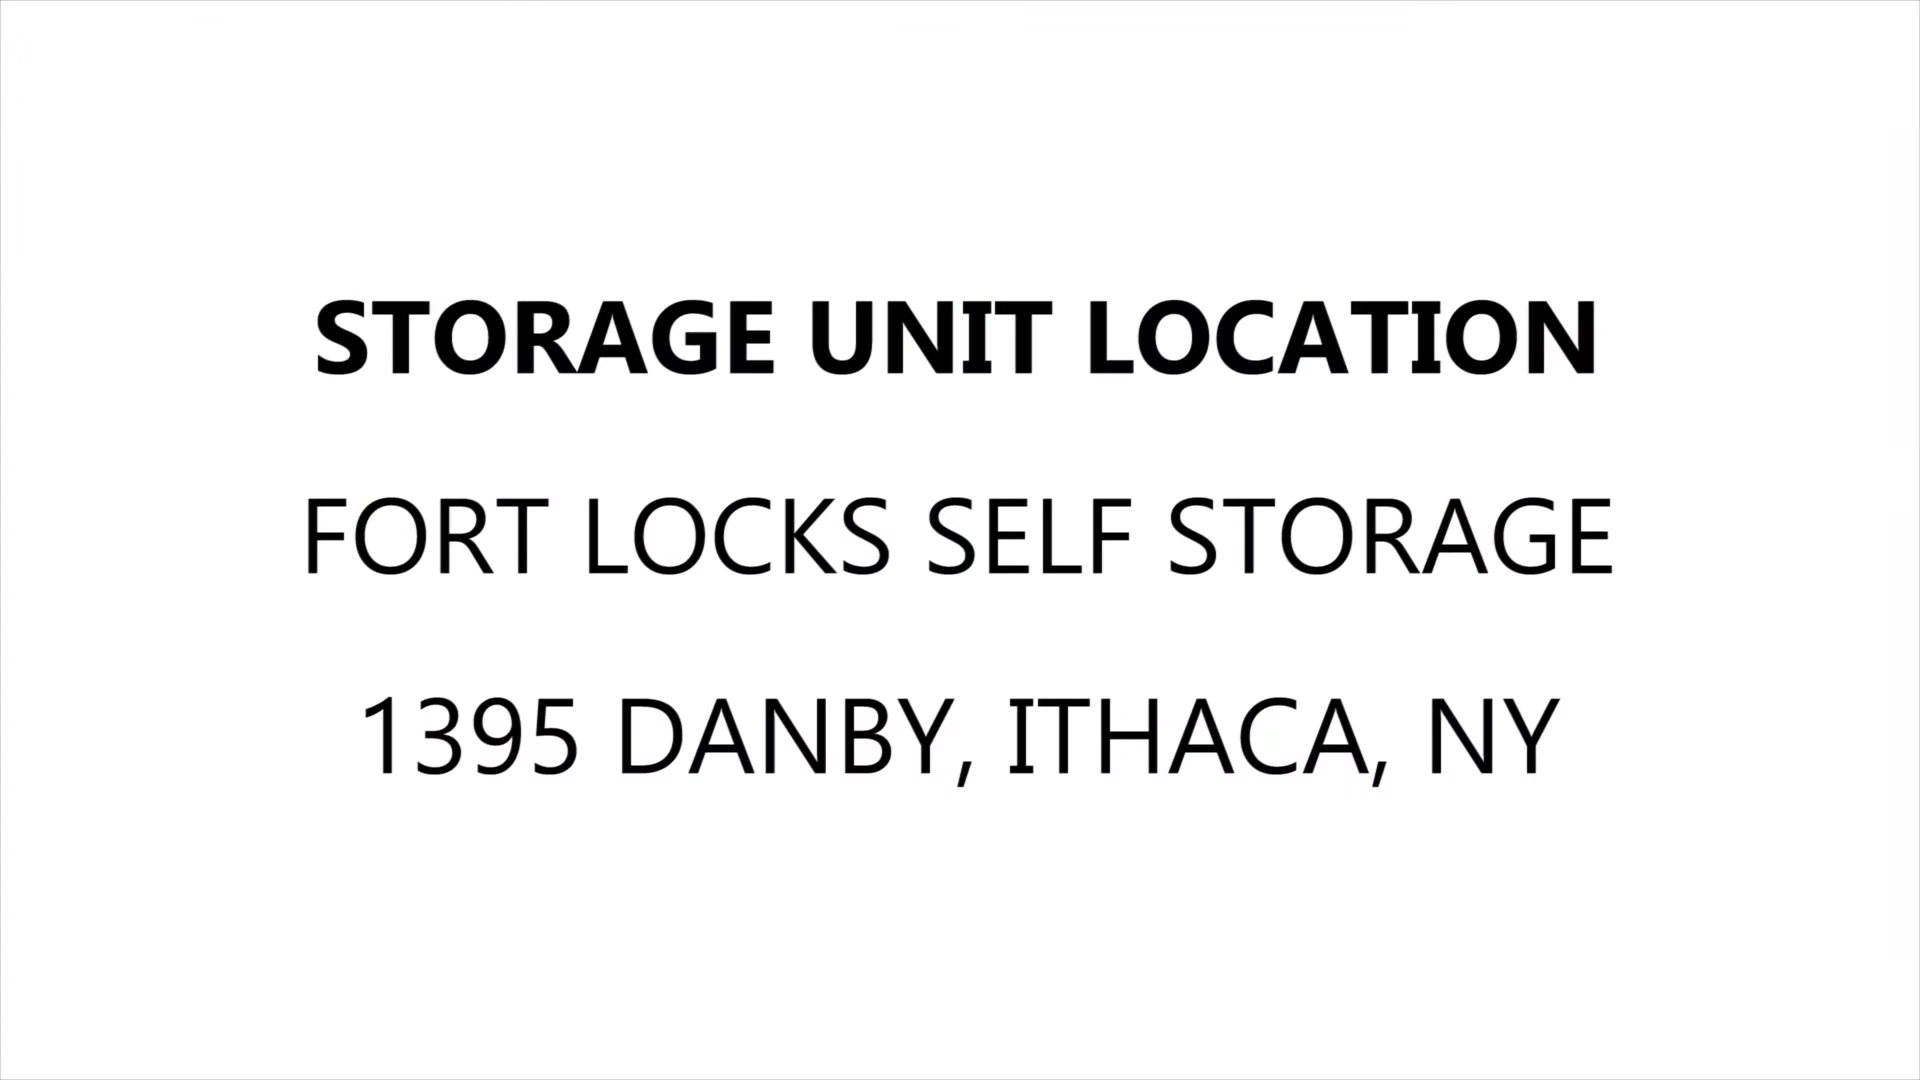 STORAGE UNIT LOCATION
FORT LOCKS SELF STORAGE
1395 DANBY, ITHACA, NY